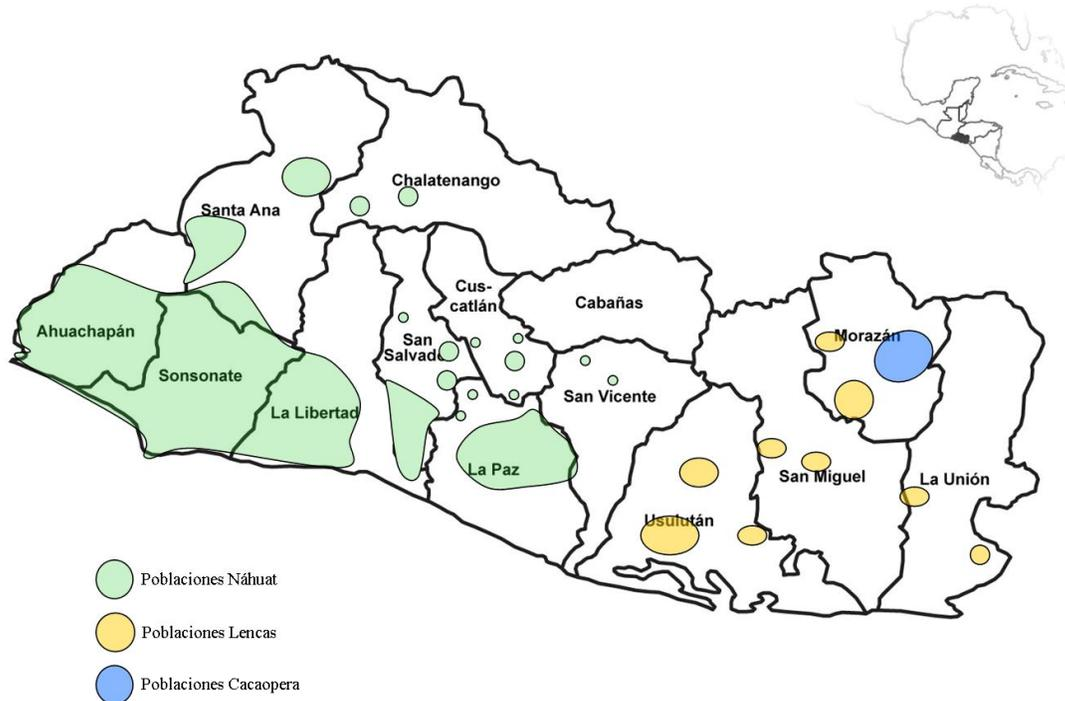 Chalatenango
Santa Ana
Cus-
catlán
Cabañas
Ahuachapán
San
Salvado
Morazán
Sonsonate
San Vicente
La Libertad
La Paz
San Miguel
La Unión
Usulután
Poblaciones Náhuat
Poblaciones Lencas
Poblaciones Cacaopera